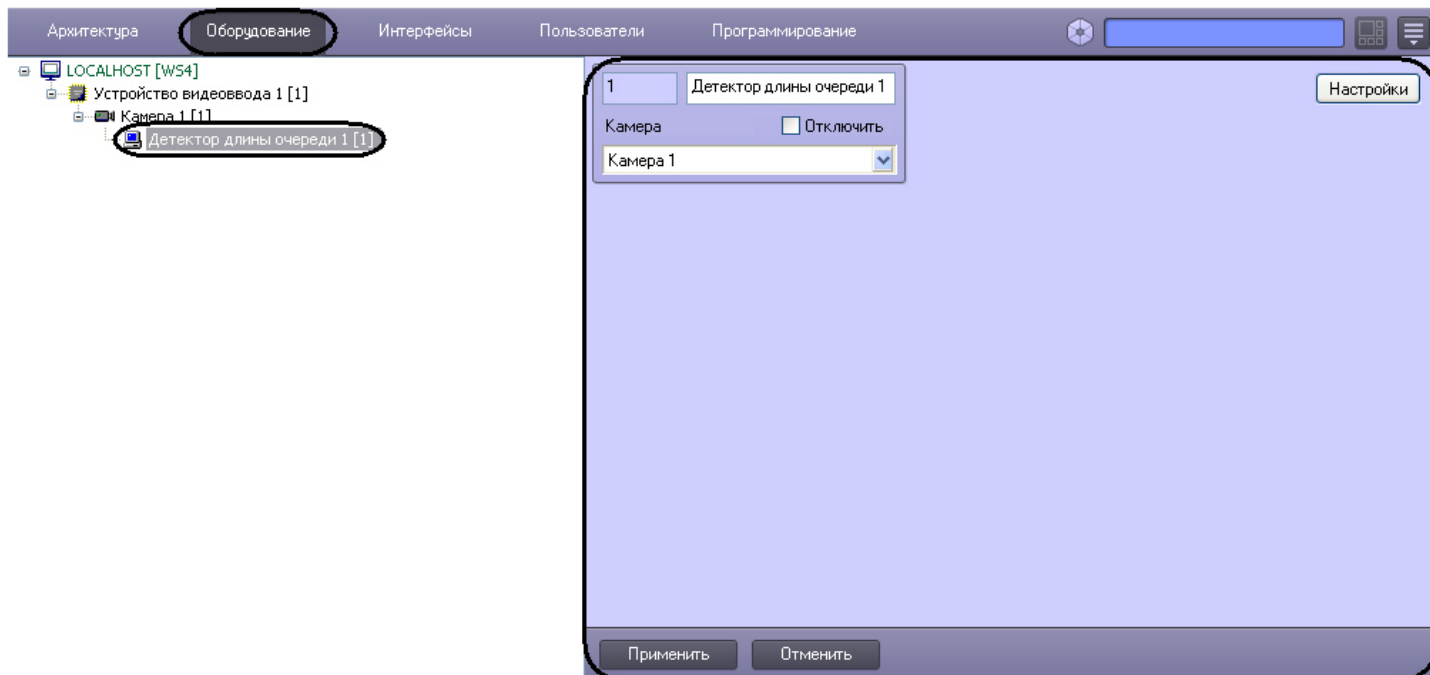 Архитектура Оборудование Интерфейсы Пользователи Программирование
LOCALHOST [WS4]
Устройство видеоввода 1 [1]
Камера 1 [1]
Детектор длины очереди 1 [1]
1 Детектор длины очереди 1
Настройки
Камера Отключить
Камера 1
Применить Отменить